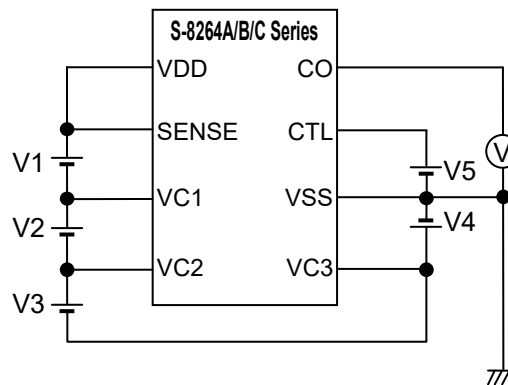 S-8264A/B/C Series
VDD
CO
SENSE
CTL
V1
V5
V
VC1
VSS
V2
V4
VC2
VC3
V3